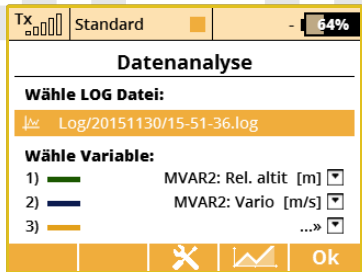 Tx Standard - 64%
Datenanalyse
Wähle LOG Datei:
Log/20151130/15-51-36.log
Wähle Variable:
1) MVAR2: Rel. altit [m]
2) MVAR2: Vario [m/s]
3) ...»
Ok